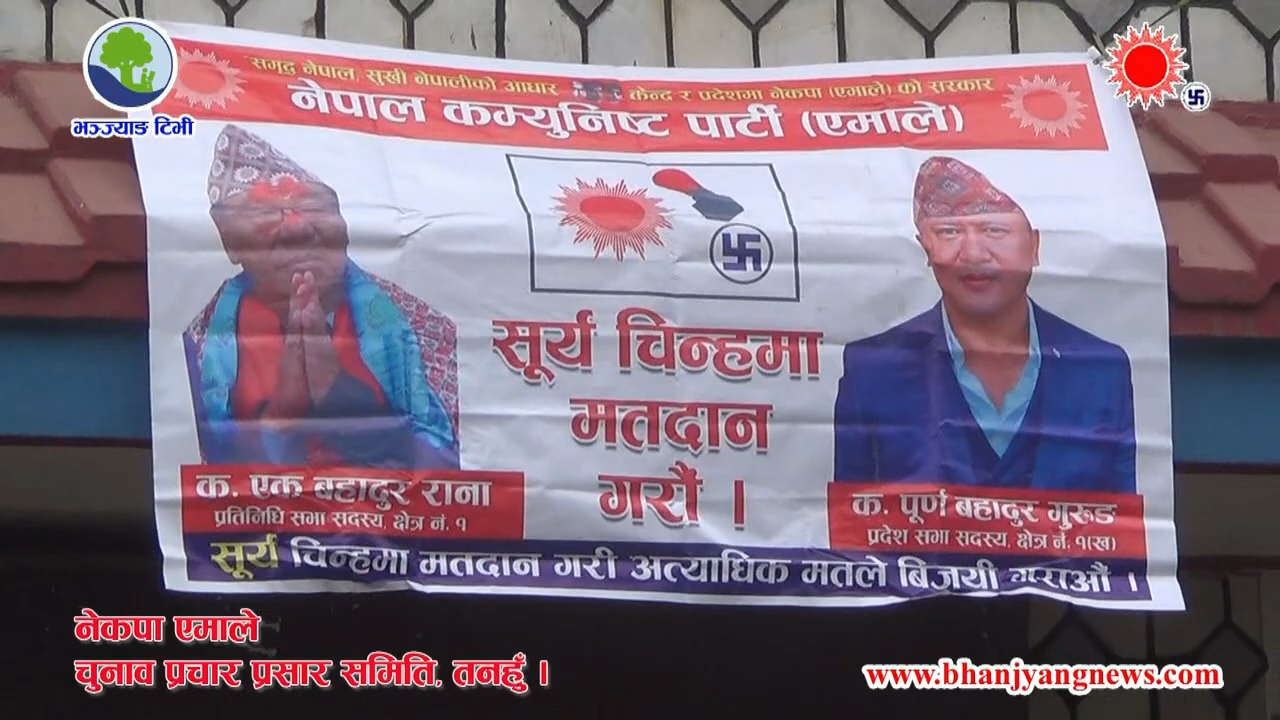 भञ्ज्याङ टिभी
समृद्ध नेपाल, सुखी नेपालीको आधार केन्द्र र प्रदेशमा नेकपा (एमाले) को सरकार
नेपाल कम्युनिष्ट पार्टी (एमाले)
सूर्य चिन्हमा
मतदान
गरौं ।
क. एक बहादुर राना
प्रतिनिधि सभा सदस्य, क्षेत्र नं. १
क. पूर्ण बहादुर गुरुङ
प्रदेश सभा सदस्य, क्षेत्र नं. १(ख)
सूर्य चिन्हमा मतदान गरी अत्याधिक मतले बिजयी गराऔं ।
नेकपा एमाले
चुनाव प्रचार प्रसार समिति, तनहुँ ।
www.bhanjyangnews.com